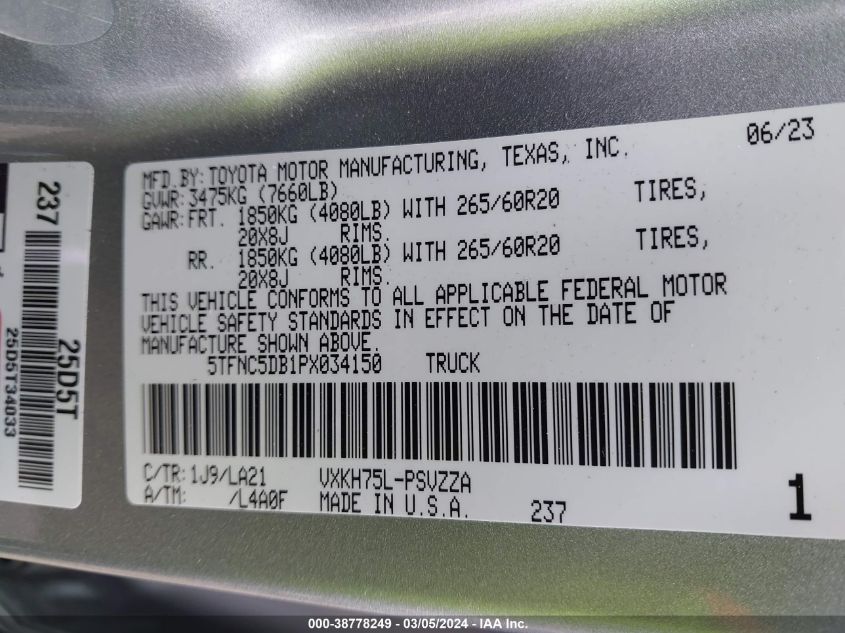 06/23
MFD. BY: TOYOTA MOTOR MANUFACTURING, TEXAS, INC.
GVWR: 3475KG (7660LB)
GAWR: FRT. 1850KG (4080LB) WITH 265/60R20 TIRES,
20X8J RIMS.
RR. 1850KG (4080LB) WITH 265/60R20 TIRES,
20X8J RIMS.
THIS VEHICLE CONFORMS TO ALL APPLICABLE FEDERAL MOTOR
VEHICLE SAFETY STANDARDS IN EFFECT ON THE DATE OF
MANUFACTURE SHOWN ABOVE.
5TFNC5DB1PX034150 TRUCK
C/TR: 1J9/LA21 VXKH75L-PSVZZA
A/TM: /L4A0F MADE IN U.S.A. 237
1
237
25D5T
25D5T34033
000-38778249 - 03/05/2024 - IAA Inc.